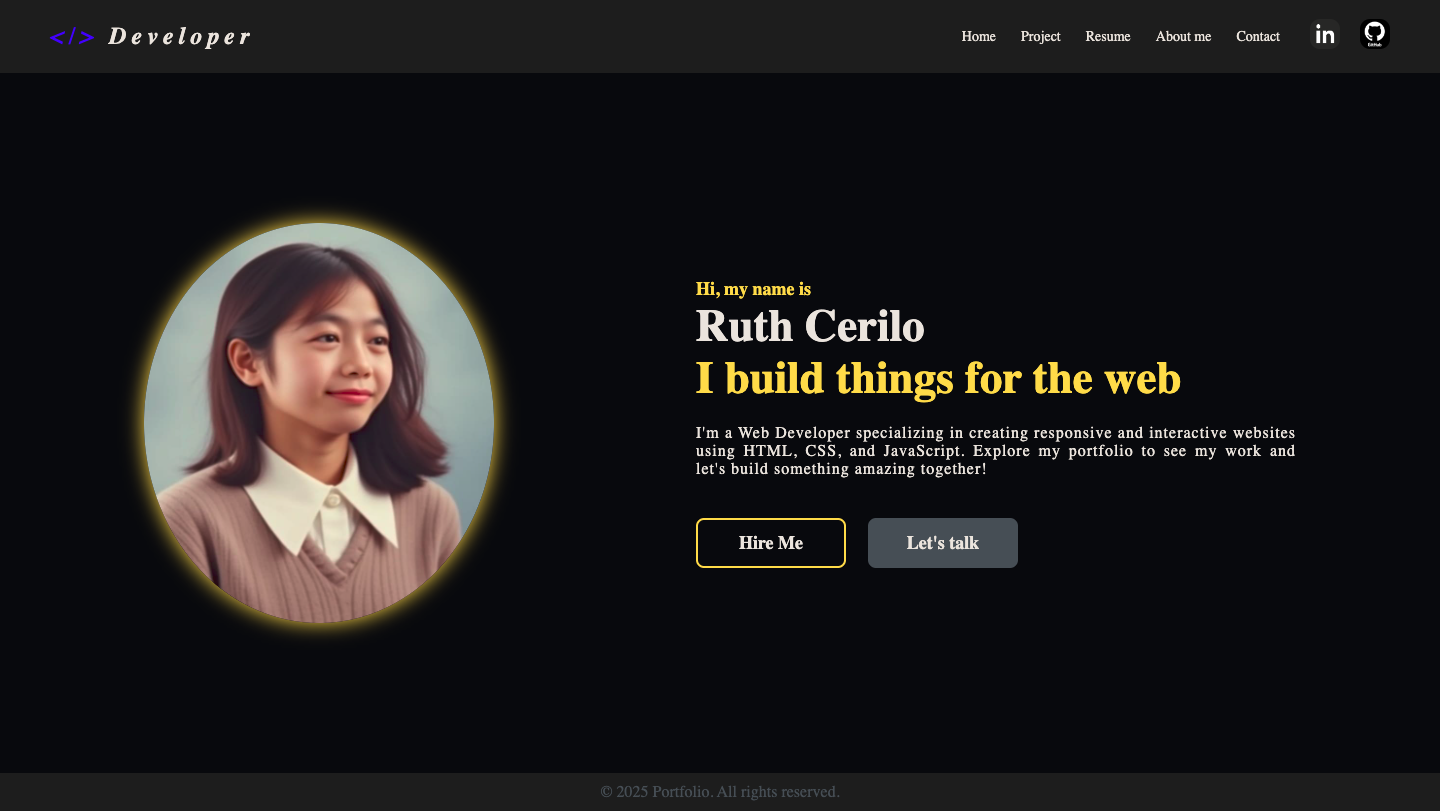 </> Developer
Home Project Resume About me Contact in GitHub
Hi, my name is
Ruth Cerilo
I build things for the web
I'm a Web Developer specializing in creating responsive and interactive websites
using HTML, CSS, and JavaScript. Explore my portfolio to see my work and
let's build something amazing together!
Hire Me Let's talk
© 2025 Portfolio. All rights reserved.